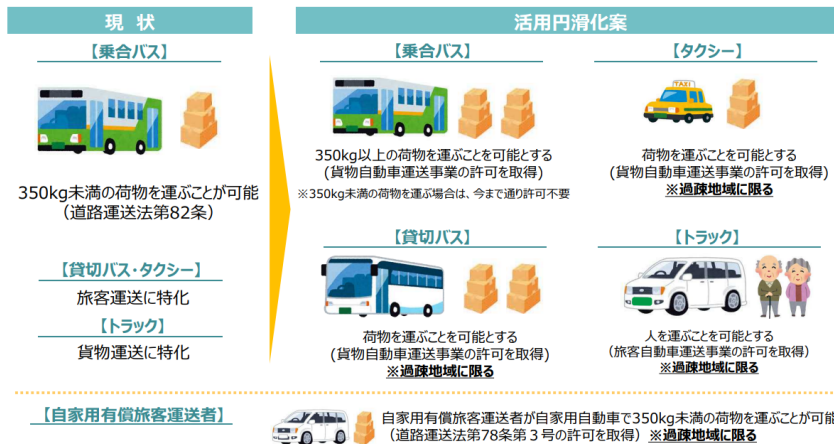 現 状
【乗合バス】
350kg未満の荷物を運ぶことが可能
（道路運送法第82条）
【貸切バス・タクシー】
旅客運送に特化
【トラック】
貨物運送に特化
活用円滑化案
【乗合バス】
350kg以上の荷物を運ぶことを可能とする
（貨物自動車運送事業の許可を取得）
※350kg未満の荷物を運ぶ場合は、今まで通り許可不要
【タクシー】
TAXI
荷物を運ぶことを可能とする
（貨物自動車運送事業の許可を取得）
※過疎地域に限る
【貸切バス】
荷物を運ぶことを可能とする
（貨物自動車運送事業の許可を取得）
※過疎地域に限る
【トラック】
人を運ぶことを可能とする
（旅客自動車運送事業の許可を取得）
※過疎地域に限る
【自家用有償旅客運送者】
自家用有償旅客運送者が自家用自動車で350kg未満の荷物を運ぶことが可能
（道路運送法第78条第３号の許可を取得） ※過疎地域に限る